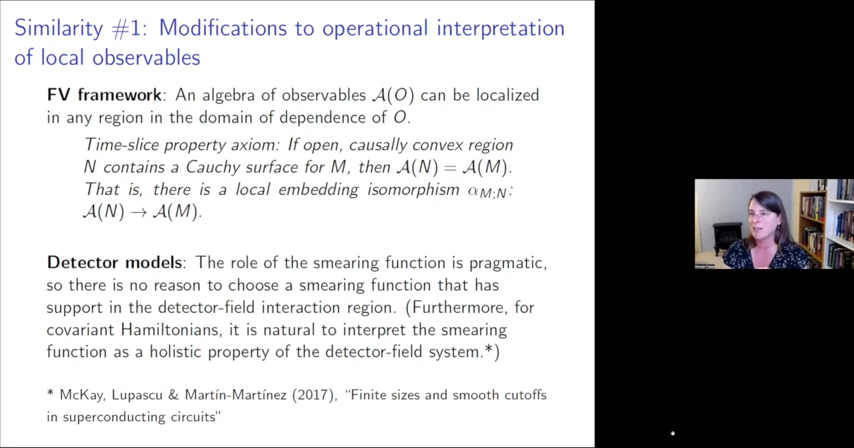 Similarity #1: Modifications to operational interpretation
of local observables
FV framework: An algebra of observables 𝒜(O) can be localized
in any region in the domain of dependence of O.
Time-slice property axiom: If open, causally convex region
N contains a Cauchy surface for M, then 𝒜(N) = 𝒜(M).
That is, there is a local embedding isomorphism α_{M;N}:
𝒜(N) → 𝒜(M).
Detector models: The role of the smearing function is pragmatic,
so there is no reason to choose a smearing function that has
support in the detector-field interaction region. (Furthermore, for
covariant Hamiltonians, it is natural to interpret the smearing
function as a holistic property of the detector-field system.*)
* McKay, Lupascu & Martín-Martínez (2017), "Finite sizes and smooth cutoffs
in superconducting circuits"